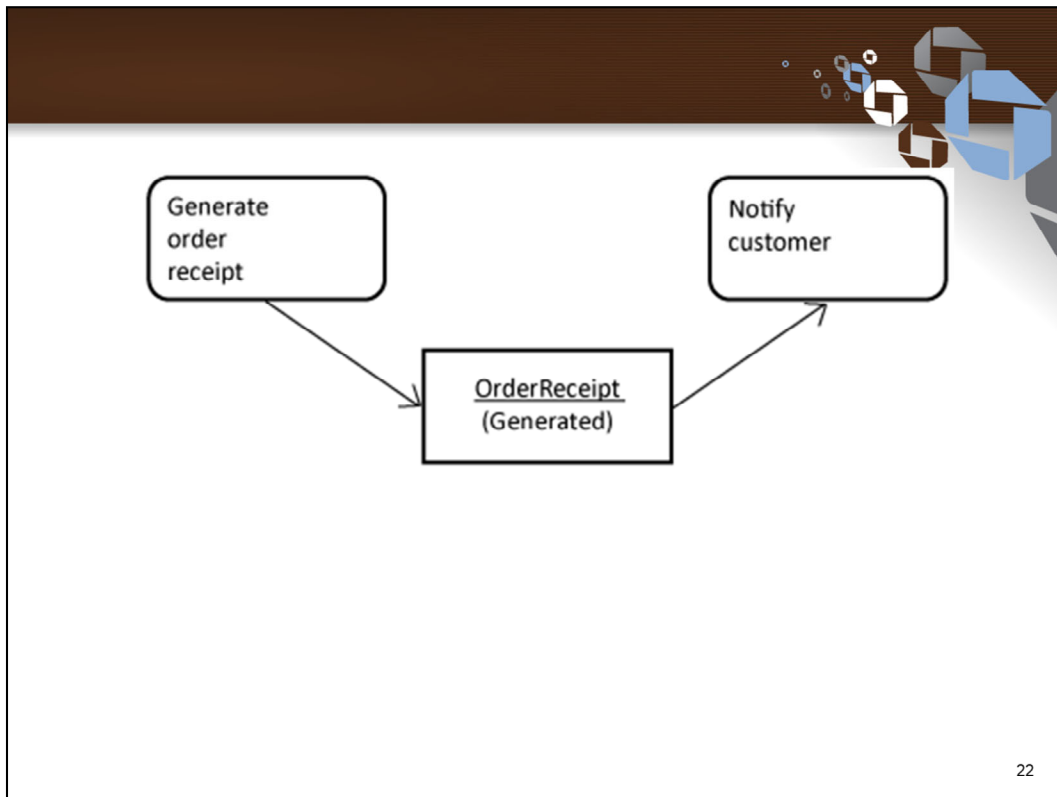 Generate
order
receipt
Notify
customer
OrderReceipt
(Generated)
22